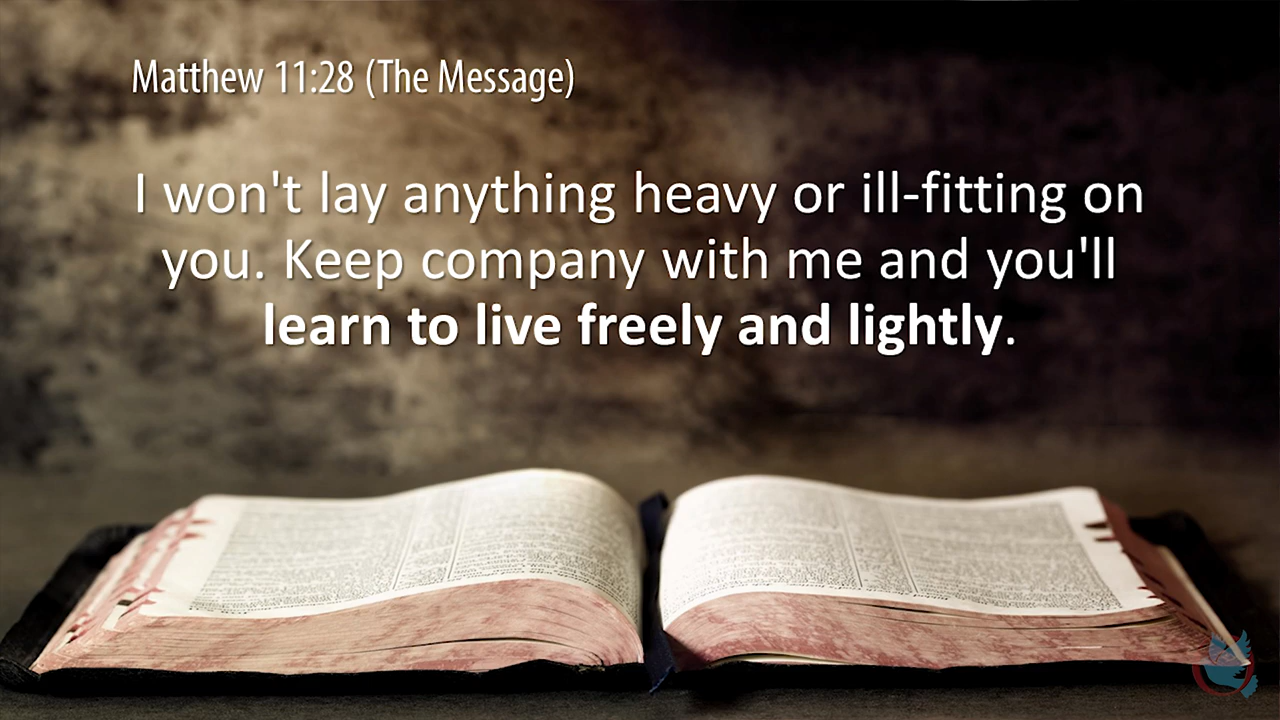 Matthew 11:28 (The Message)
I won't lay anything heavy or ill-fitting on
you. Keep company with me and you'll
learn to live freely and lightly.